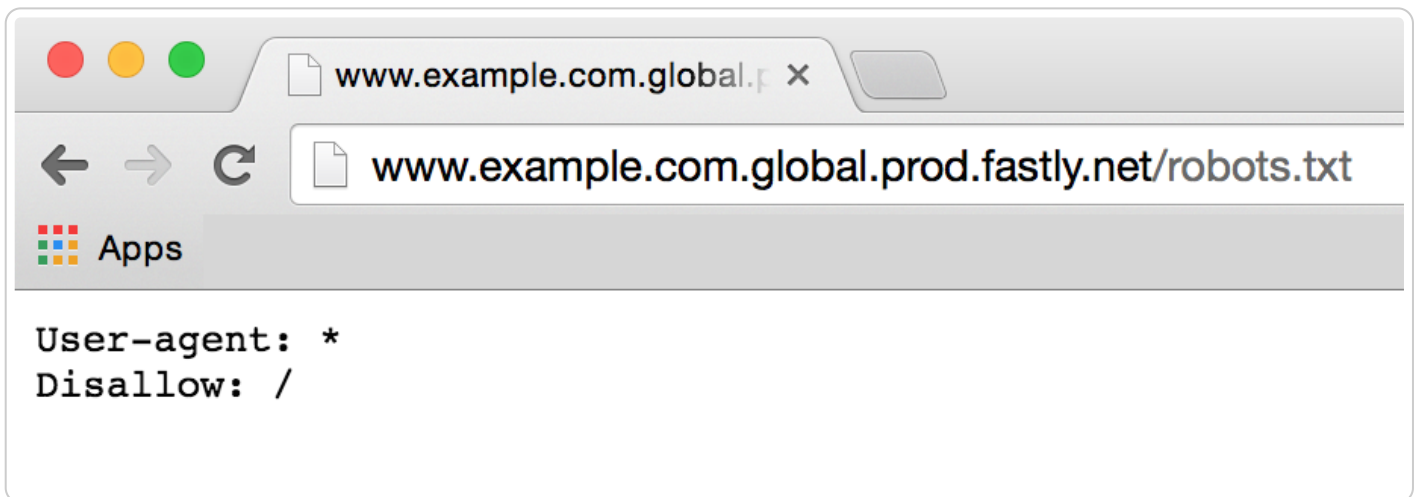 www.example.com.global.p
www.example.com.global.prod.fastly.net/robots.txt
Apps
User-agent: *
Disallow: /